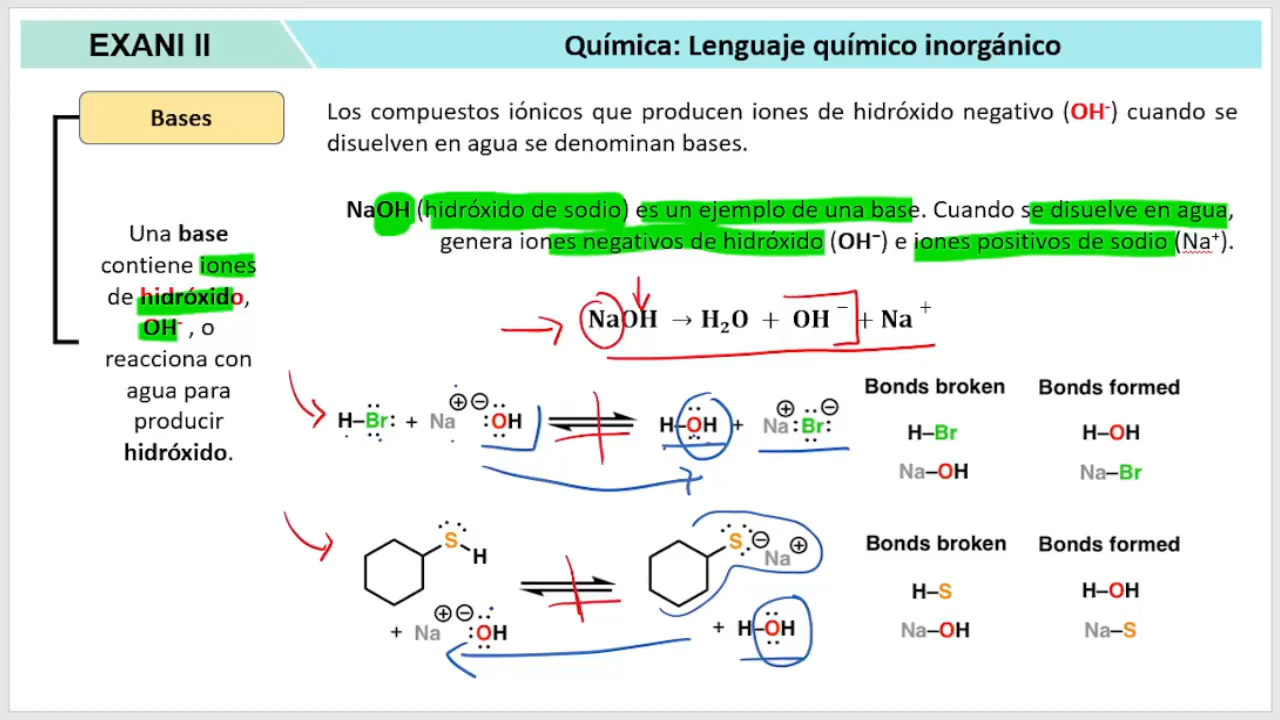 EXANI II
Química: Lenguaje químico inorgánico
Bases
Los compuestos iónicos que producen iones de hidróxido negativo (OH⁻) cuando se
disuelven en agua se denominan bases.
NaOH (hidróxido de sodio) es un ejemplo de una base. Cuando se disuelve en agua,
genera iones negativos de hidróxido (OH⁻) e iones positivos de sodio (Na⁺).
Una base
contiene iones
de hidróxido,
OH⁻, o
reacciona con
agua para
producir
hidróxido.
NaOH → H₂O + OH⁻ + Na⁺
H–Br: + Na⊕ ⊖:OH ⇌ H–OH + Na⊕ :Br:⊖
Bonds broken Bonds formed
H–Br H–OH
Na–OH Na–Br
S–H
+ Na⊕ ⊖:OH
⇌
S⊖ Na⊕
+ H–OH
Bonds broken Bonds formed
H–S H–OH
Na–OH Na–S